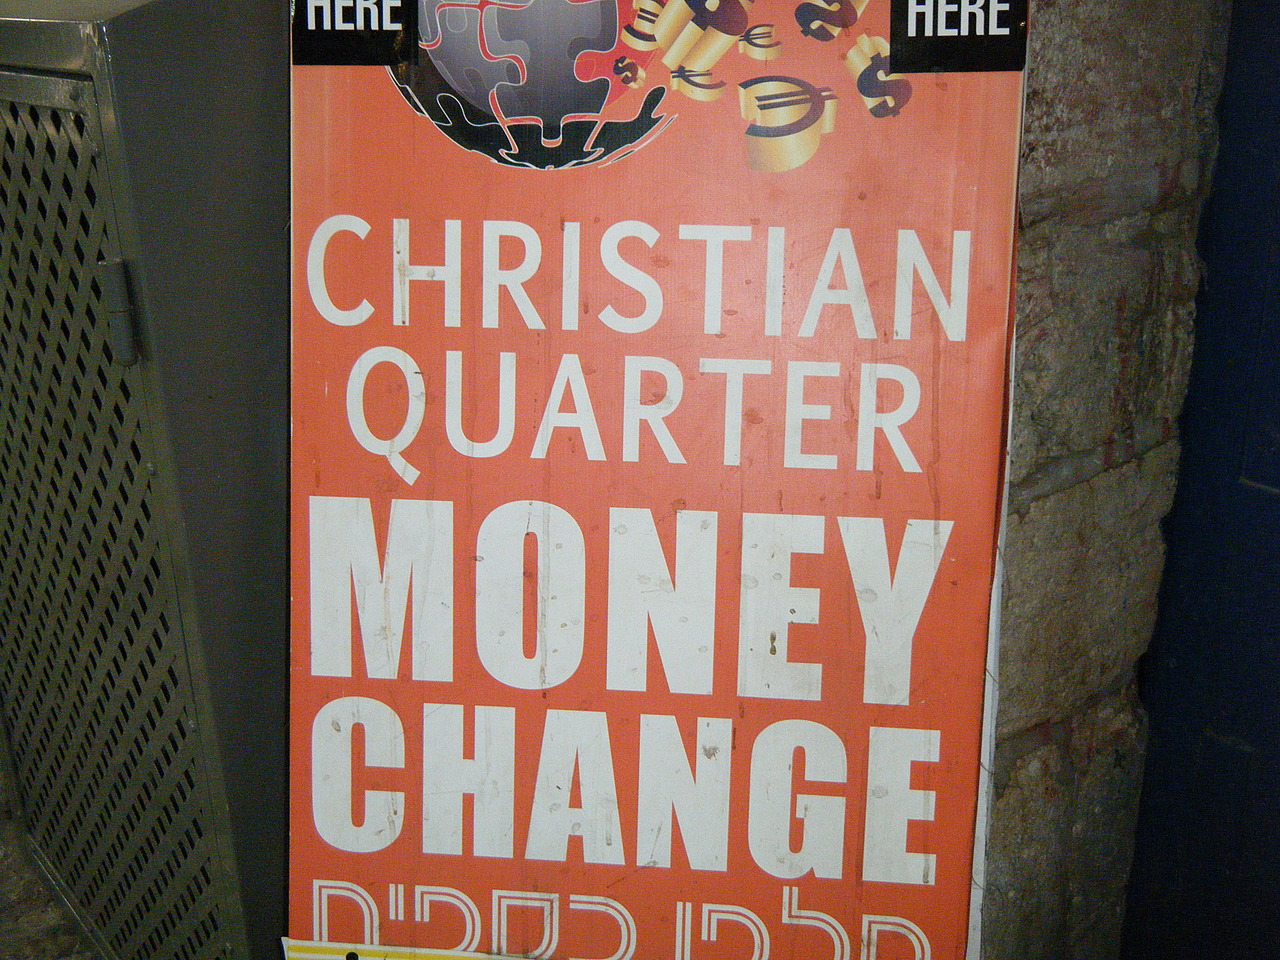 HERE HERE
CHRISTIAN
QUARTER
MONEY
CHANGE